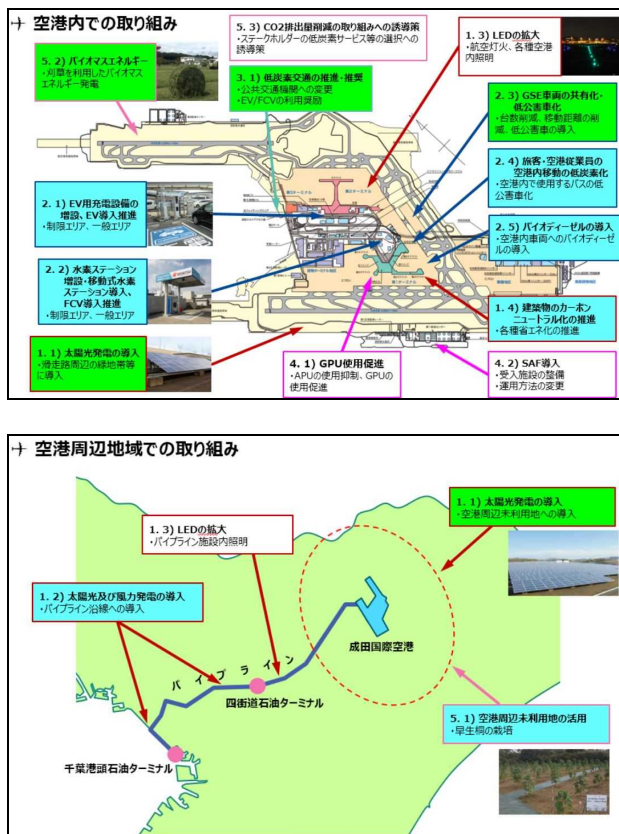 空港内での取り組み
5. 3) CO2排出量削減の取り組みへの誘導策
・ステークホルダーの低炭素サービス等の選択への
誘導策
1. 3) LEDの拡大
・航空灯火、各種空港
内照明
5. 2) バイオマスエネルギー
・刈草を利用したバイオマス
エネルギー発電
3. 1) 低炭素交通の推進・推奨
・公共交通機関への変更
・EV/FCVの利用奨励
2. 3) GSE車両の共有化・
低公害車化
・台数削減、移動距離の削
減、低公害車の導入
2. 4) 旅客・空港従業員の
空港内移動の低炭素化
・空港内で使用するバスの低
公害車化
2. 1) EV用充電設備の
増設、EV導入推進
・制限エリア、一般エリア
2. 5) バイオディーゼルの導入
・空港内車両へのバイオディーゼ
ルの導入
2. 2) 水素ステーション
増設・移動式水素
ステーション導入、
FCV導入推進
・制限エリア、一般エリア
1. 4) 建築物のカーボン
ニュートラル化の推進
・各種省エネ化の推進
1. 1) 太陽光発電の導入
・滑走路周辺の緑地帯等
に導入
4. 1) GPU使用促進
・APUの使用抑制、GPUの
使用促進
4. 2) SAF導入
・受入施設の整備
・運用方法の変更
空港周辺地域での取り組み
1. 1) 太陽光発電の導入
・空港周辺未利用地への導入
1. 3) LEDの拡大
・パイプライン施設内照明
1. 2) 太陽光及び風力発電の導入
・パイプライン沿線への導入
成田国際空港
パイプライン
四街道石油ターミナル
5. 1) 空港周辺未利用地の活用
・早生桐の栽培
千葉港頭石油ターミナル